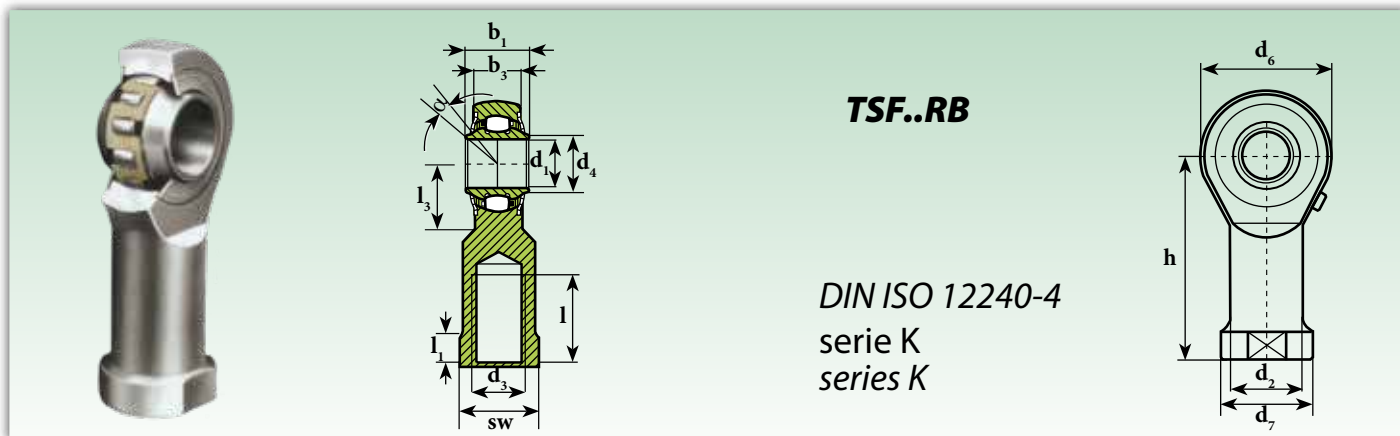 b₁
b₃
α
d₁
d₄
l₃
l
l₁
d₃
sw
TSF..RB
DIN ISO 12240-4
serie K
series K
d₆
h
d₂
d₇